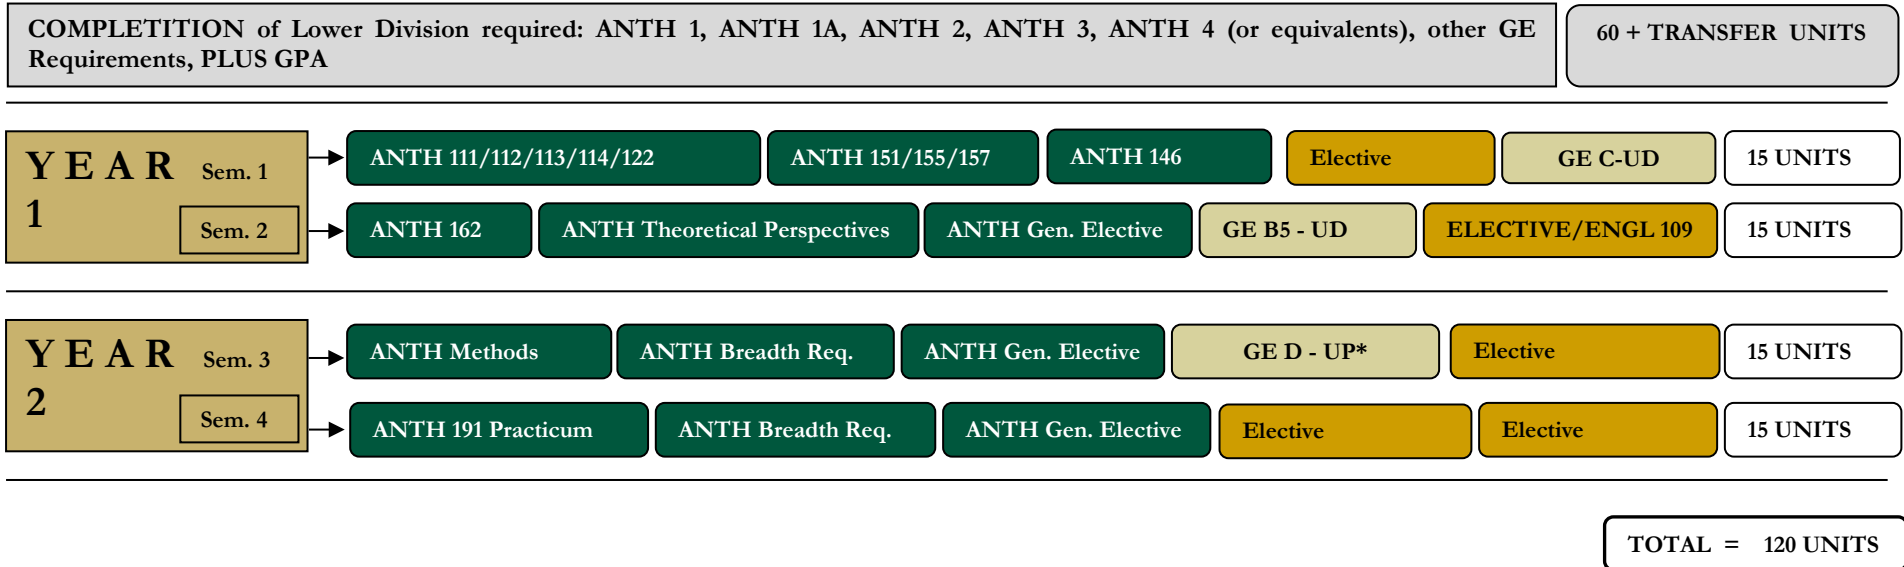 COMPLETITION of Lower Division required: ANTH 1, ANTH 1A, ANTH 2, ANTH 3, ANTH 4 (or equivalents), other GE
Requirements, PLUS GPA
60 + TRANSFER UNITS
YEAR
1
Sem. 1
ANTH 111/112/113/114/122
ANTH 151/155/157
ANTH 146
Elective
GE C-UD
15 UNITS
Sem. 2
ANTH 162
ANTH Theoretical Perspectives
ANTH Gen. Elective
GE B5 - UD
ELECTIVE/ENGL 109
15 UNITS
YEAR
2
Sem. 3
ANTH Methods
ANTH Breadth Req.
ANTH Gen. Elective
GE D - UP*
Elective
15 UNITS
Sem. 4
ANTH 191 Practicum
ANTH Breadth Req.
ANTH Gen. Elective
Elective
Elective
15 UNITS
TOTAL = 120 UNITS